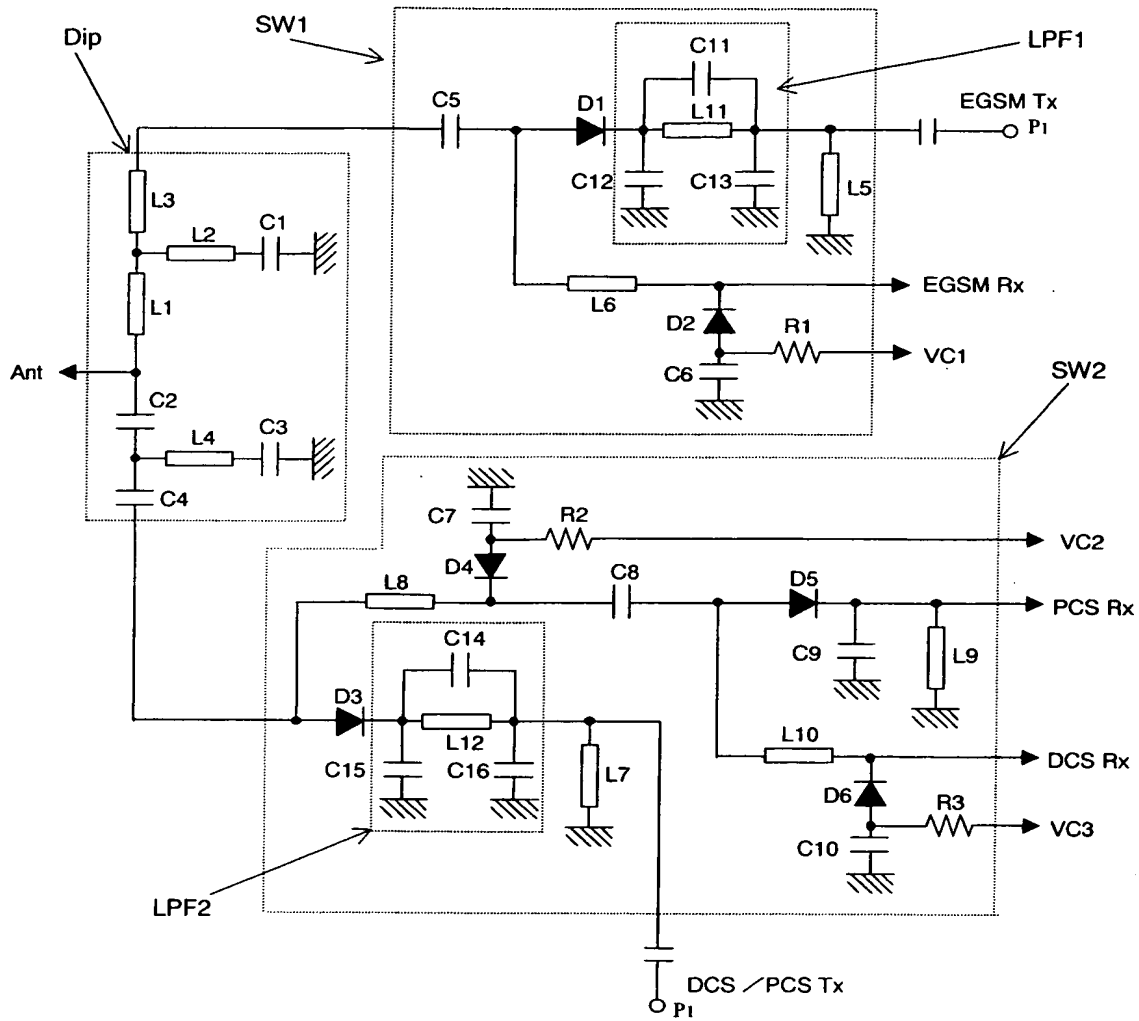 SW1
Dip
LPF1
C11
C5
D1
L11
EGSM Tx
P1
C12
C13
L5
L3
L2
C1
L1
L6
EGSM Rx
D2
R1
VC1
C6
SW2
Ant
C2
L4
C3
C4
C7
R2
VC2
D4
L8
C8
D5
PCS Rx
C9
L9
C14
D3
L12
C15
C16
L7
L10
DCS Rx
D6
R3
VC3
C10
LPF2
DCS / PCS Tx
P1